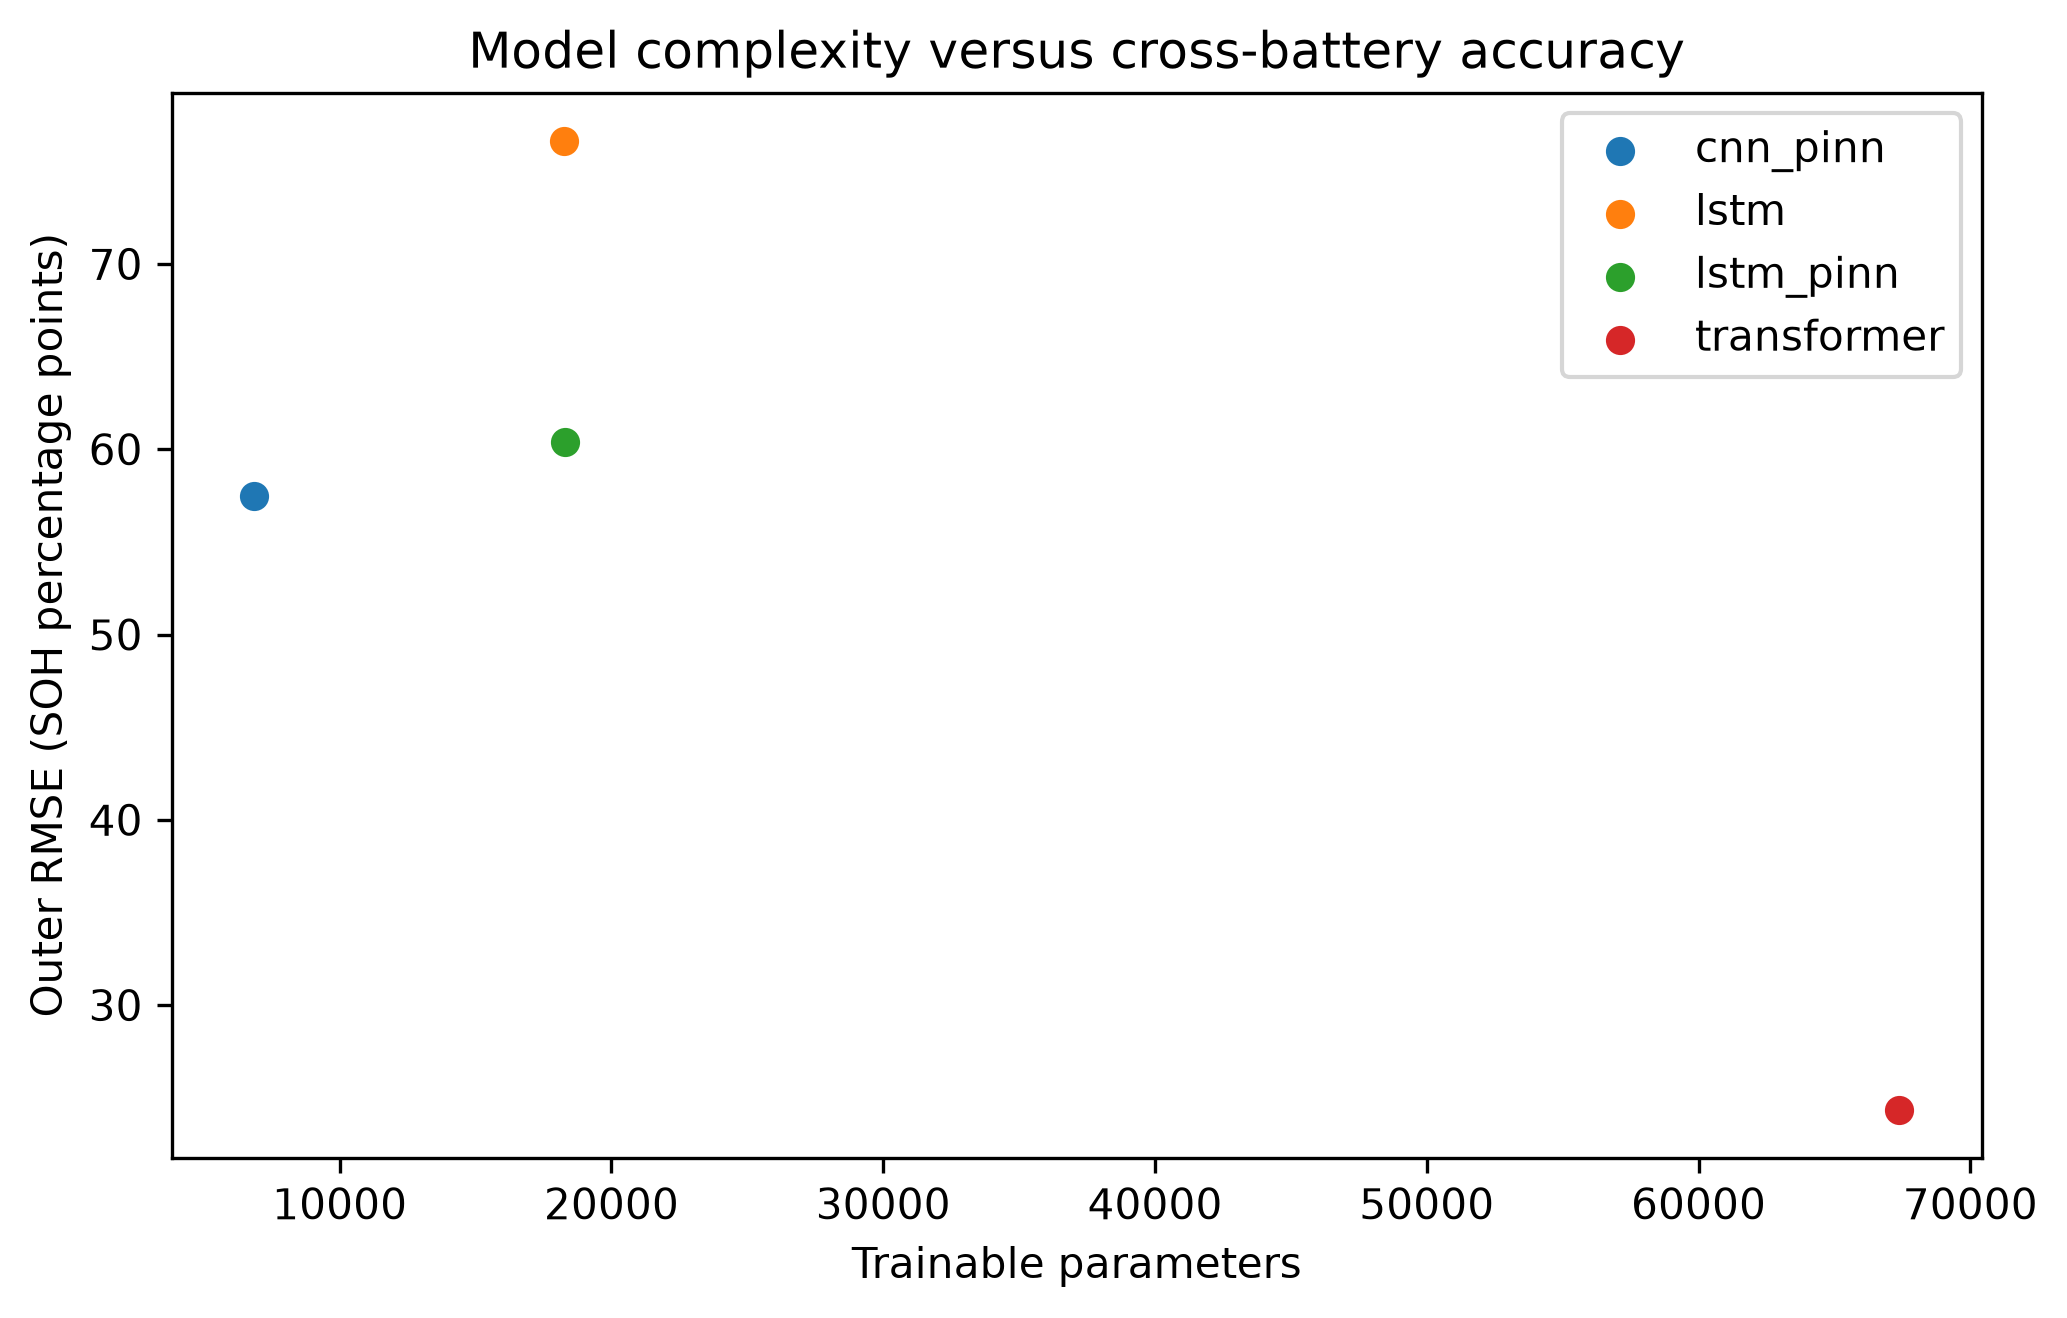 Model complexity versus cross-battery accuracy
cnn_pinn
lstm
lstm_pinn
transformer
Outer RMSE (SOH percentage points)
70
60
50
40
30
10000 20000 30000 40000 50000 60000 70000
Trainable parameters